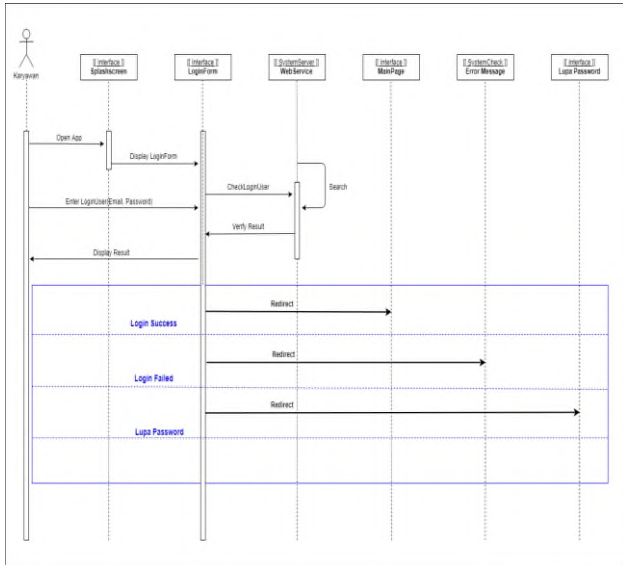 [[ Interface ]]
Splashscreen
[[ Interface ]]
LoginForm
[[ SystemServer ]]
WebService
[[ Interface ]]
MainPage
[[ SystemCheck ]]
Error Message
[[ Interface ]]
Lupa Password
Karyawan
Open App
Display LoginForm
CheckLoginUser
Search
Enter LoginUser(Email, Password)
Verify Result
Display Result
Redirect
Login Success
Redirect
Login Failed
Redirect
Lupa Password